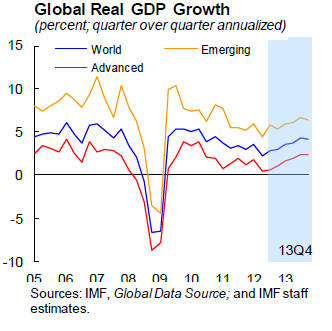 Global Real GDP Growth
(percent; quarter over quarter annualized)
15
World
Emerging
Advanced
10
5
0
-5
-10
13Q4
05 06 07 08 09 10 11 12 13
Sources: IMF, Global Data Source; and IMF staff
estimates.